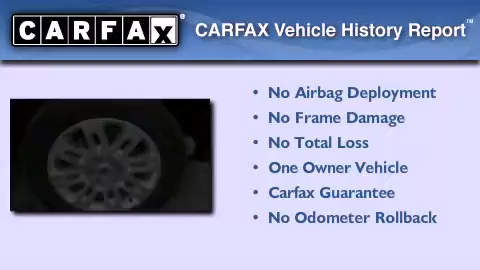 CARFAX® CARFAX Vehicle History Report™
• No Airbag Deployment
• No Frame Damage
• No Total Loss
• One Owner Vehicle
• Carfax Guarantee
• No Odometer Rollback